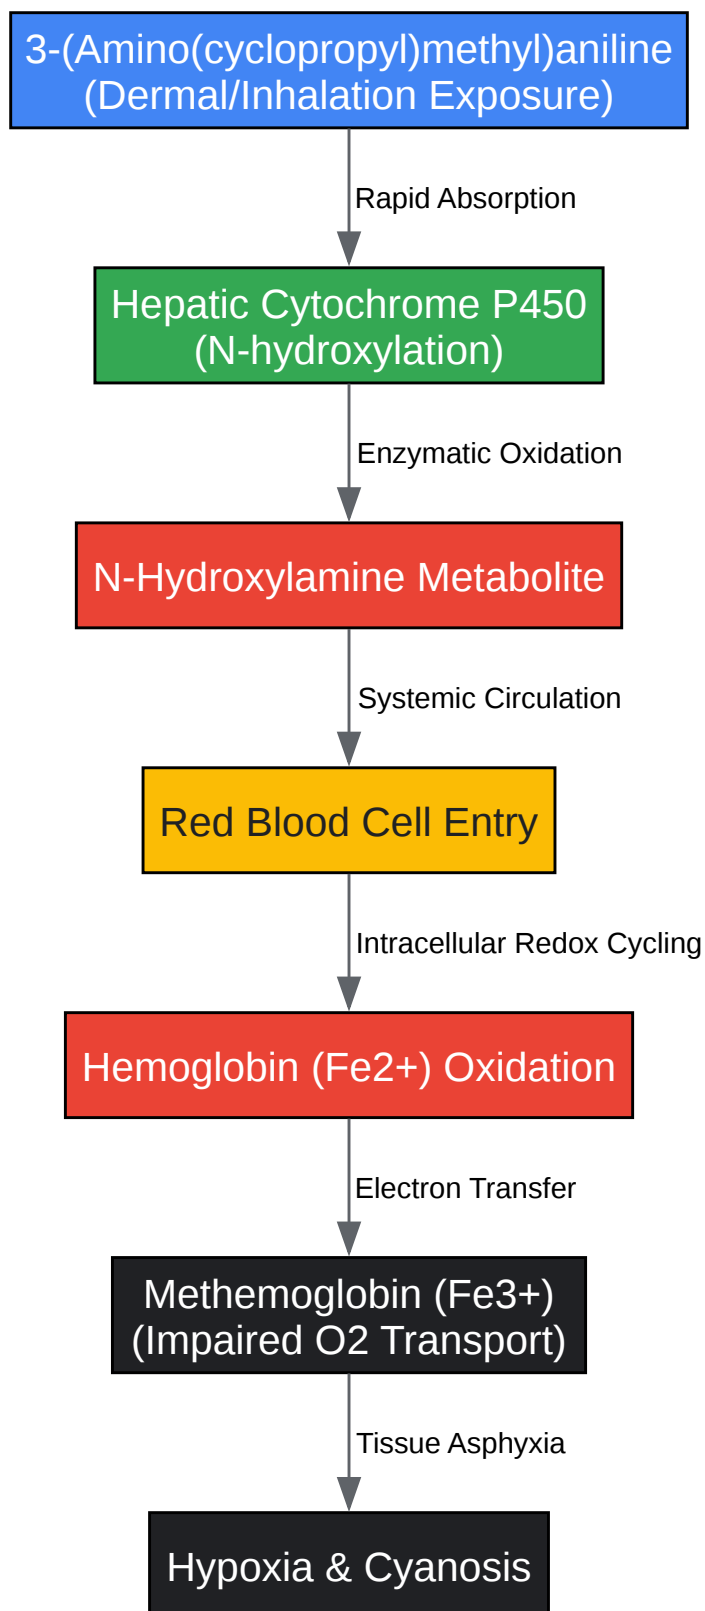 3-(Amino(cyclopropyl)methyl)aniline
(Dermal/Inhalation Exposure)
Rapid Absorption
Hepatic Cytochrome P450
(N-hydroxylation)
Enzymatic Oxidation
N-Hydroxylamine Metabolite
Systemic Circulation
Red Blood Cell Entry
Intracellular Redox Cycling
Hemoglobin (Fe2+) Oxidation
Electron Transfer
Methemoglobin (Fe3+)
(Impaired O2 Transport)
Tissue Asphyxia
Hypoxia & Cyanosis